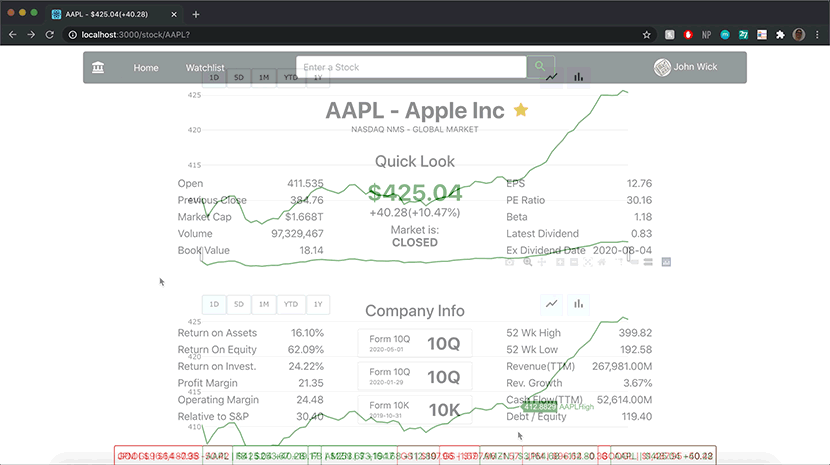 AAPL - $425.04(+40.28)
localhost:3000/stock/AAPL?
Home Watchlist Enter a Stock John Wick
1D 5D 1M YTD 1Y
425
AAPL - Apple Inc
NASDAQ NMS - GLOBAL MARKET
420
415
Quick Look
Open 411.535 $425.04 EPS 12.76
Previous Close 384.76 PE Ratio 30.16
410
Market Cap $1.668T +40.28(+10.47%) Beta 1.18
Volume 97,329,467 Market is: Latest Dividend 0.83
Book Value 18.14 CLOSED Ex Dividend Date 2020-08-04
1D 5D 1M YTD 1Y
Company Info
425
Return on Assets 16.10% Form 10Q 10Q 52 Wk High 399.82
2020-05-01
Return On Equity 62.09% 52 Wk Low 192.58
420
Return on Invest. 24.22% Form 10Q 10Q Revenue(TTM) 267,981.00M
2020-01-29
Profit Margin 21.35 Rev. Growth 3.67%
415
Operating Margin 24.48 Form 10K 10K Cash Flow(TTM) 52,614.00M
412.8829 AAPLHigh
2019-10-31
Relative to S&P 30.40 Debt / Equity 119.40
410